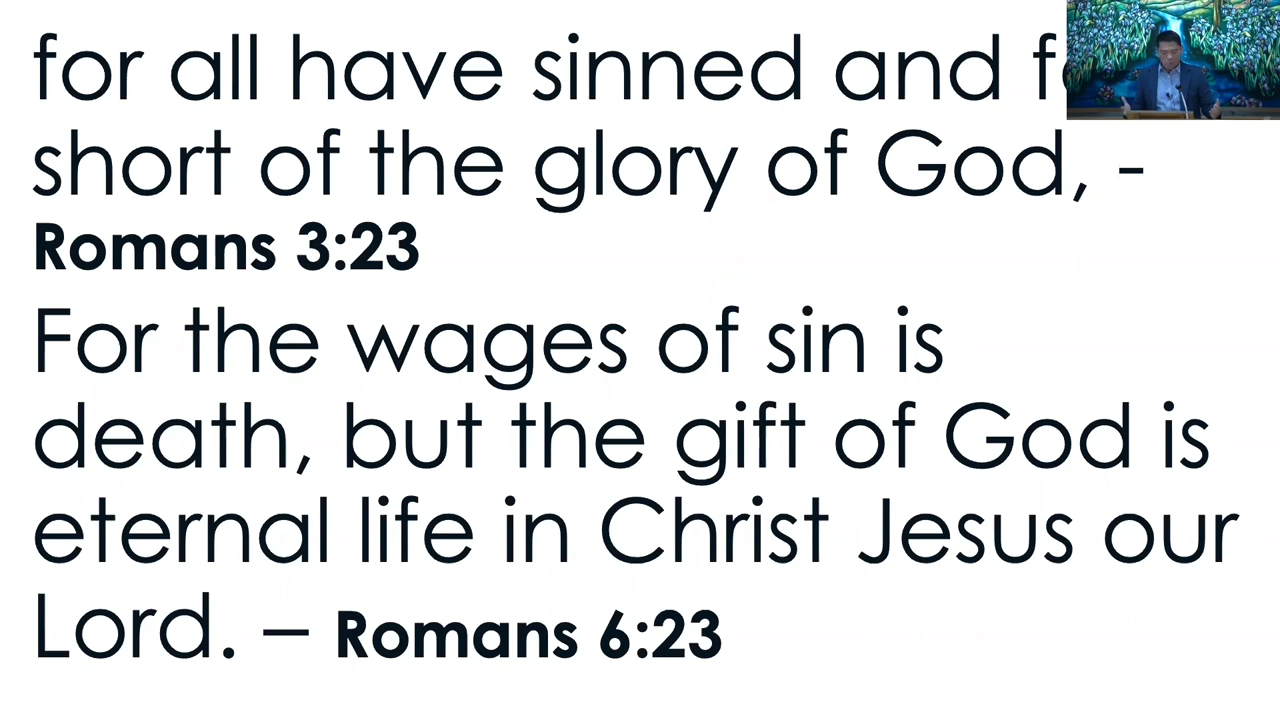 for all have sinned and
short of the glory of God, -
Romans 3:23
For the wages of sin is
death, but the gift of God is
eternal life in Christ Jesus our
Lord. – Romans 6:23